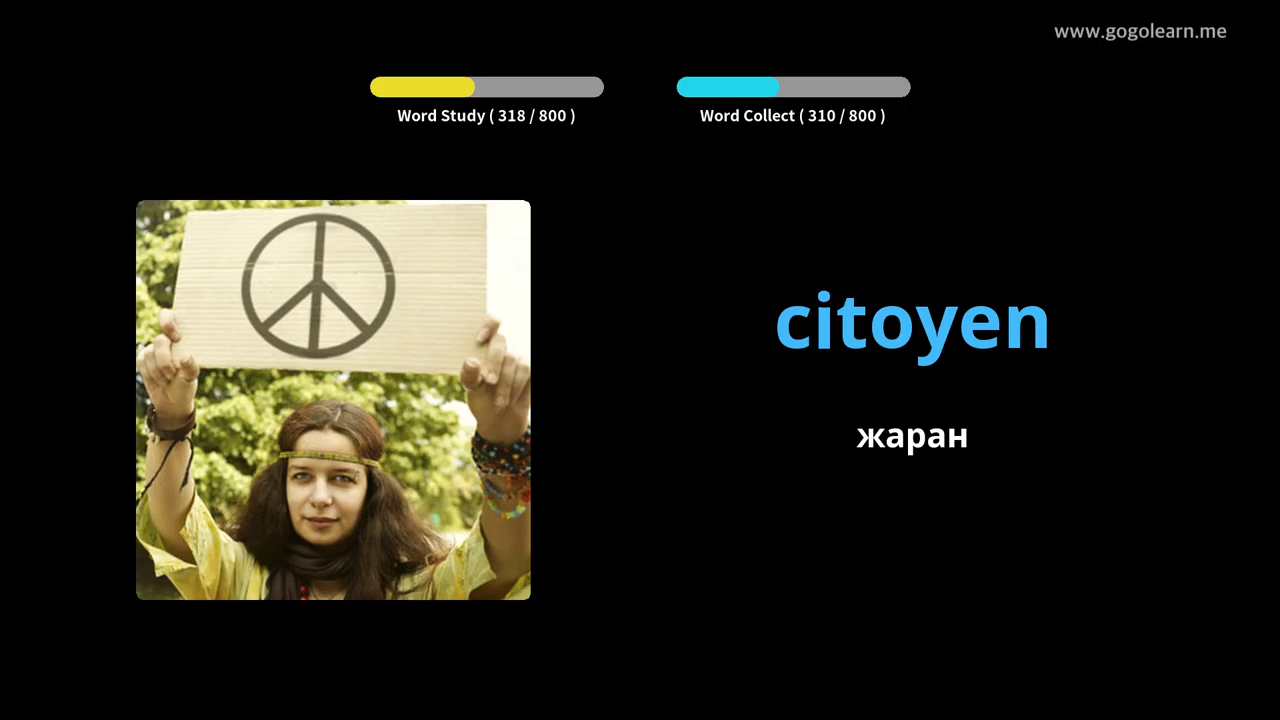 www.gogolearn.me
Word Study ( 318 / 800 )
Word Collect ( 310 / 800 )
citoyen
жаран